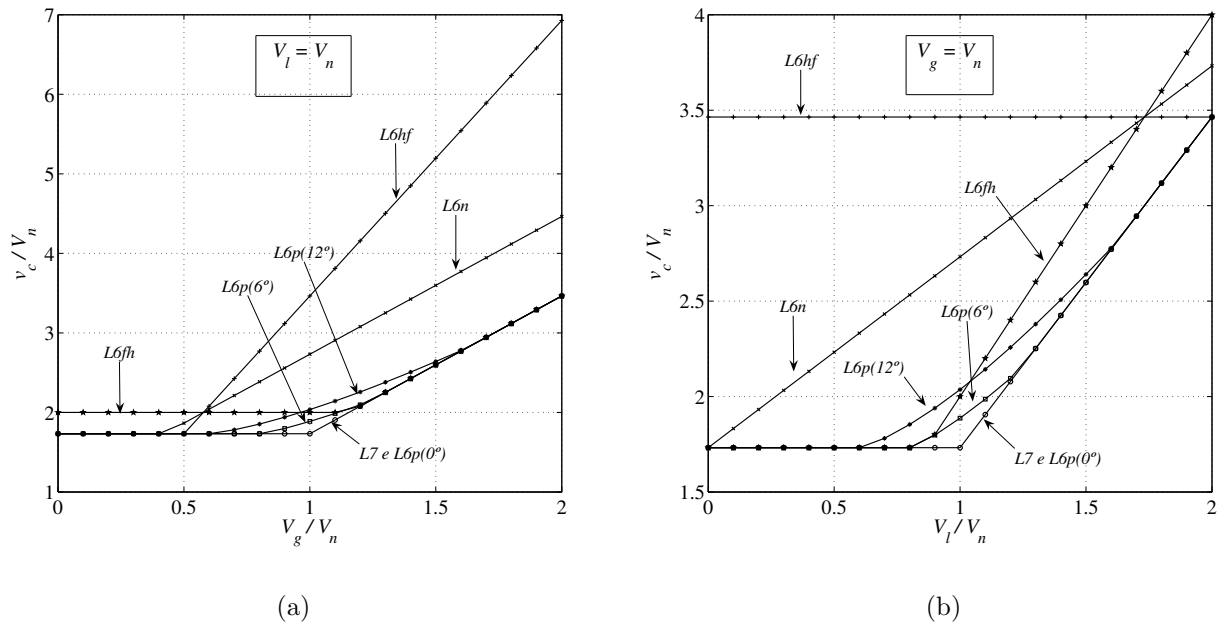 7
6
5
4
3
2
1
0
0.5
1
1.5
2
v_c / V_n
V_g / V_n
V_l = V_n
L6hf
L6n
L6p(12º)
L6p(6º)
L6fh
L7 e L6p(0º)
(a)
4
3.5
3
2.5
2
1.5
0
0.5
1
1.5
2
v_c / V_n
V_l / V_n
V_g = V_n
L6hf
L6fh
L6n
L6p(6º)
L6p(12º)
L7 e L6p(0º)
(b)